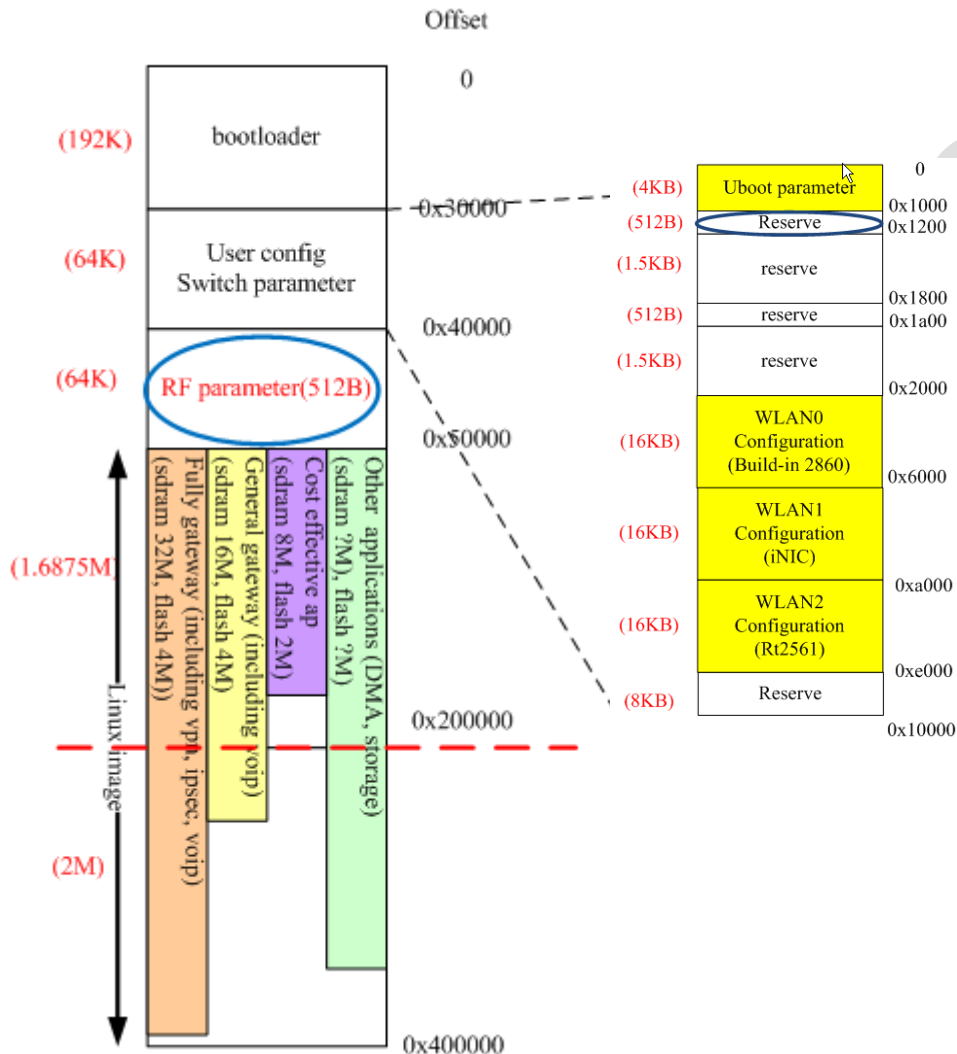 Offset
0
(192K)
bootloader
0x30000
(64K)
User config
Switch parameter
0x40000
(64K)
RF parameter(512B)
0x50000
(1.6875M)
Linux image
(2M)
Fully gateway (including vpn, ipsec, voip)
(sdram 32M, flash 4M))
General gateway (including voip)
(sdram 16M, flash 4M)
Cost effective ap
(sdram 8M, flash 2M)
Other applications (DMA, storage)
(sdram ?M), flash ?M)
0x200000
0x400000
0
(4KB)
Uboot parameter
0x1000
(512B)
Reserve
0x1200
(1.5KB)
reserve
0x1800
(512B)
reserve
0x1a00
(1.5KB)
reserve
0x2000
(16KB)
WLAN0
Configuration
(Build-in 2860)
0x6000
(16KB)
WLAN1
Configuration
(iNIC)
0xa000
(16KB)
WLAN2
Configuration
(Rt2561)
0xe000
(8KB)
Reserve
0x10000